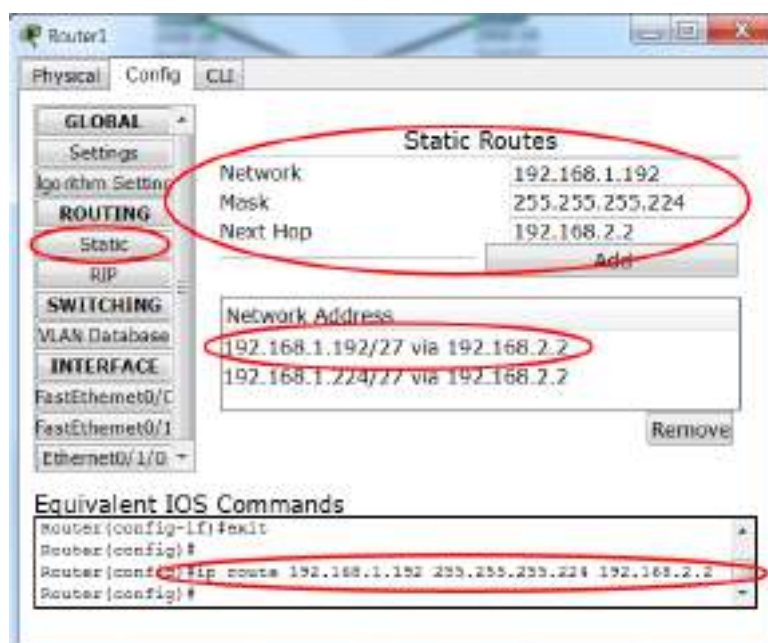 Router1
Physical Config CLI
GLOBAL
Settings
lgorithm Setting
ROUTING
Static
RIP
SWITCHING
VLAN Database
INTERFACE
FastEthernet0/0
FastEthernet0/1
Ethernet0/1/0
Static Routes
Network 192.168.1.192
Mask 255.255.255.224
Next Hop 192.168.2.2
Add
Network Address
192.168.1.192/27 via 192.168.2.2
192.168.1.224/27 via 192.168.2.2
Remove
Equivalent IOS Commands
Router(config-if)#exit
Router(config)#
Router(config)#ip route 192.168.1.192 255.255.255.224 192.168.2.2
Router(config)#